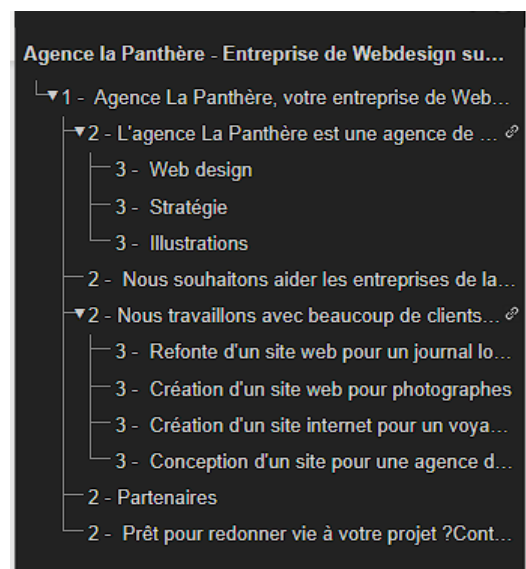 Agence la Panthère - Entreprise de Webdesign su...
1 - Agence La Panthère, votre entreprise de Web...
2 - L'agence La Panthère est une agence de ...
3 - Web design
3 - Stratégie
3 - Illustrations
2 - Nous souhaitons aider les entreprises de la...
2 - Nous travaillons avec beaucoup de clients...
3 - Refonte d'un site web pour un journal lo...
3 - Création d'un site web pour photographes
3 - Création d'un site internet pour un voya...
3 - Conception d'un site pour une agence d...
2 - Partenaires
2 - Prêt pour redonner vie à votre projet ?Cont...